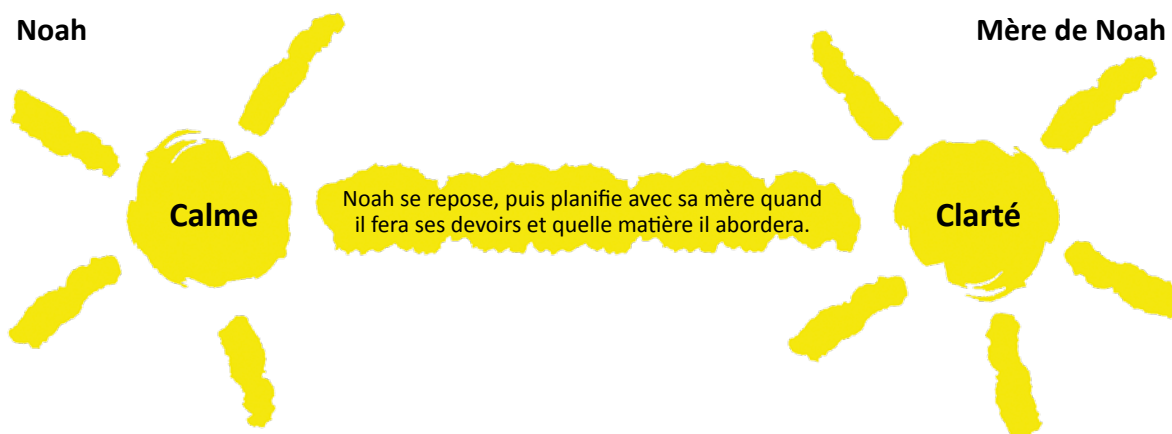 Noah
Mère de Noah
Calme
Noah se repose, puis planifie avec sa mère quand
il fera ses devoirs et quelle matière il abordera.
Clarté